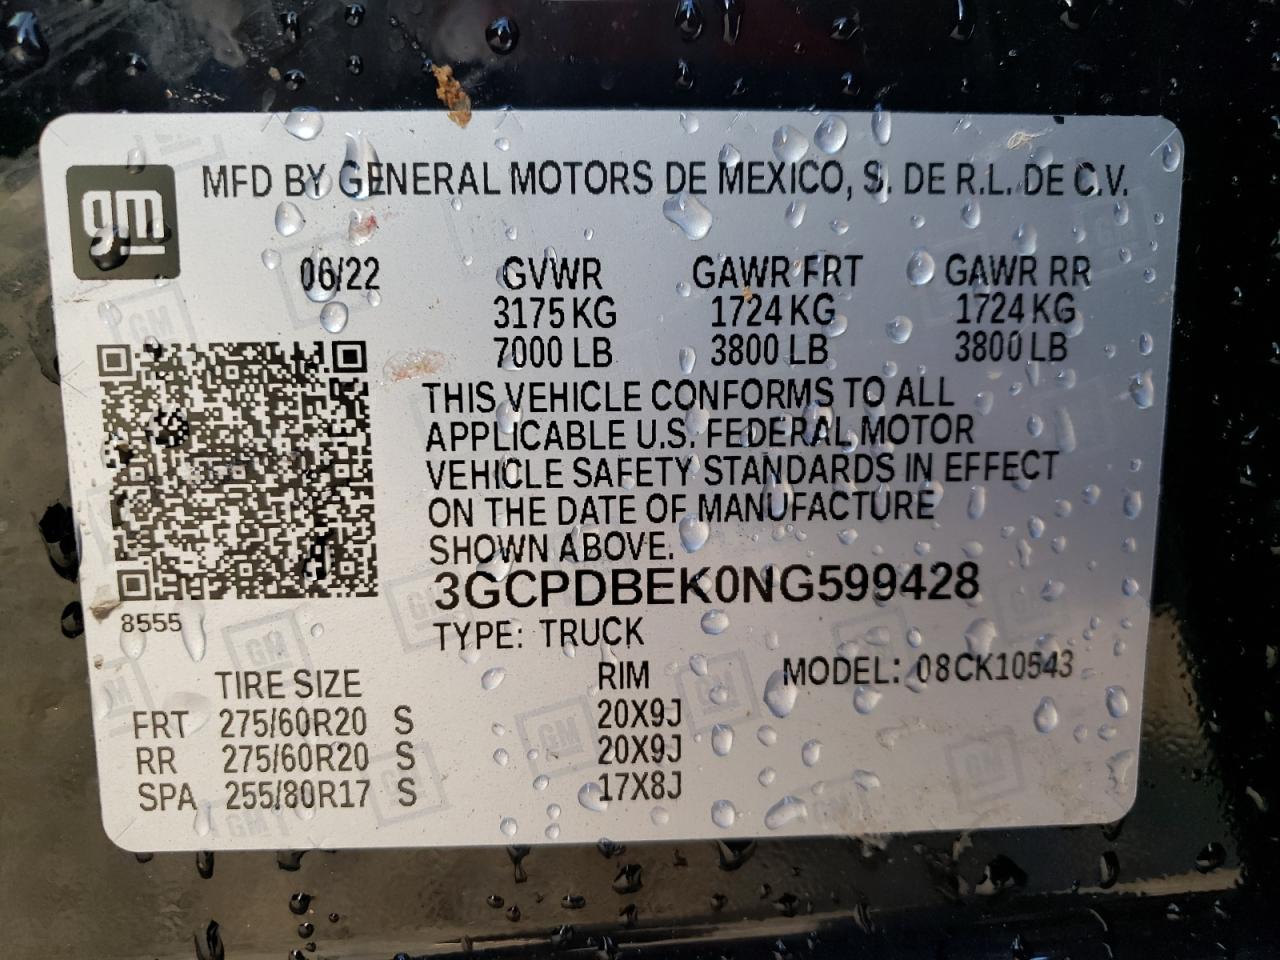 gm
MFD BY GENERAL MOTORS DE MEXICO, S. DE R.L. DE C.V.
06/22 GVWR GAWR FRT GAWR RR
3175 KG 1724 KG 1724 KG
7000 LB 3800 LB 3800 LB
THIS VEHICLE CONFORMS TO ALL
APPLICABLE U.S. FEDERAL MOTOR
VEHICLE SAFETY STANDARDS IN EFFECT
ON THE DATE OF MANUFACTURE
SHOWN ABOVE.
3GCPDBEK0NG599428
8555
TYPE: TRUCK
TIRE SIZE RIM MODEL: 08CK10543
FRT 275/60R20 S 20X9J
RR 275/60R20 S 20X9J
SPA 255/80R17 S 17X8J